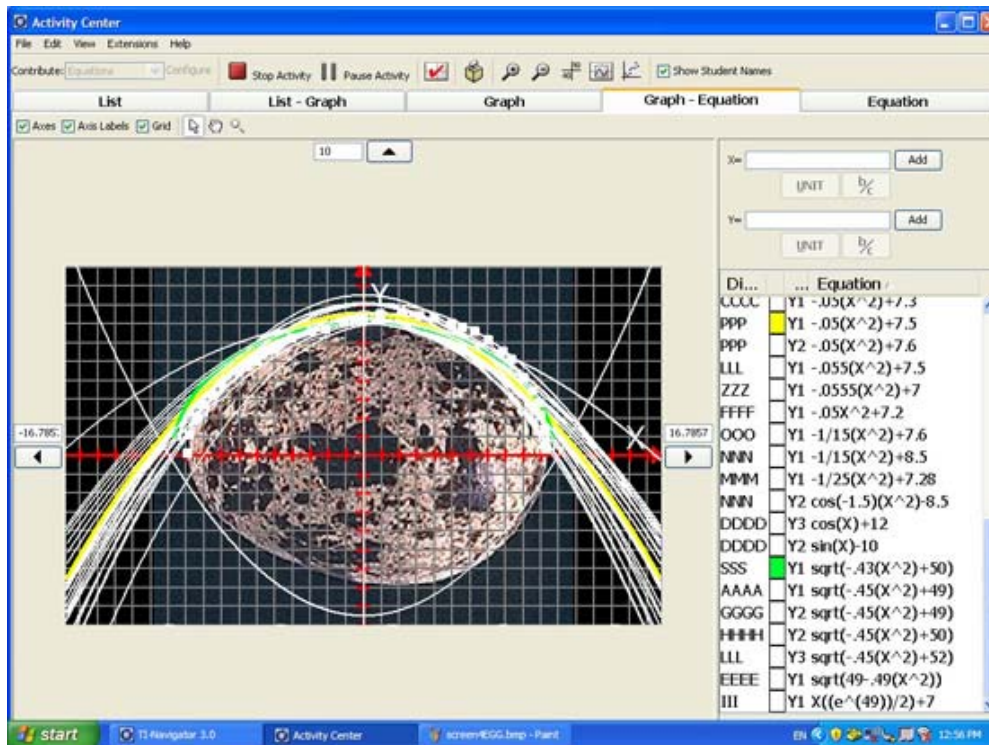 Activity Center
File Edit View Extensions Help
Contribute: Equations Configure Stop Activity Pause Activity Show Student Names
List List - Graph Graph Graph - Equation Equation
Axes Axis Labels Grid
10
X= Add
UNIT b/c
Y= Add
UNIT b/c
Y
X
-16.785
16.7857
Di... ... Equation
CCCC Y1 -.05(X^2)+7.3
PPP Y1 -.05(X^2)+7.5
PPP Y2 -.05(X^2)+7.6
LLL Y1 -.055(X^2)+7.5
ZZZ Y1 -.0555(X^2)+7
FFFF Y1 -.05X^2+7.2
OOO Y1 -1/15(X^2)+7.6
NNN Y1 -1/15(X^2)+8.5
MMM Y1 -1/25(X^2)+7.28
NNN Y2 cos(-1.5)(X^2)-8.5
DDDD Y3 cos(X)+12
DDDD Y2 sin(X)-10
SSS Y1 sqrt(-.43(X^2)+50)
AAAA Y1 sqrt(-.45(X^2)+49)
GGGG Y2 sqrt(-.45(X^2)+49)
HHHH Y2 sqrt(-.45(X^2)+50)
LLL Y3 sqrt(-.45(X^2)+52)
EEEE Y1 sqrt(49-.49(X^2))
III Y1 X((e^(49))/2)+7
start TI-Navigator 3.0 Activity Center screen4EGG.bmp - Paint EN 12:56 PM